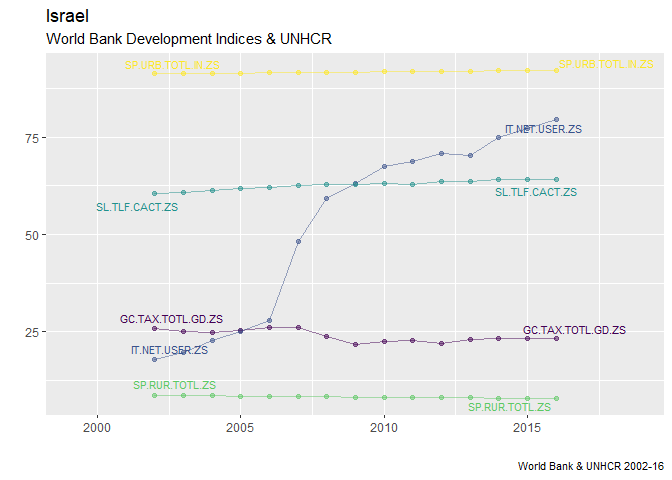 Israel
World Bank Development Indices & UNHCR
SP.URB.TOTL.IN.ZS
SP.URB.TOTL.IN.ZS
75
IT.NET.USER.ZS
SL.TLF.CACT.ZS
SL.TLF.CACT.ZS
50
GC.TAX.TOTL.GD.ZS
GC.TAX.TOTL.GD.ZS
25
IT.NET.USER.ZS
SP.RUR.TOTL.ZS
SP.RUR.TOTL.ZS
2000 2005 2010 2015
World Bank & UNHCR 2002-16